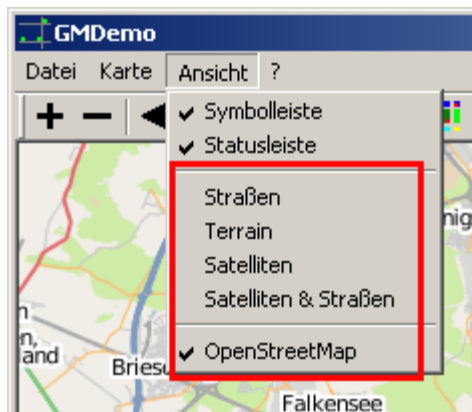 GMDemo
Datei Karte Ansicht ?
Symbolleiste
Statusleiste
Straßen
Terrain
Satelliten
Satelliten & Straßen
OpenStreetMap
Falkensee